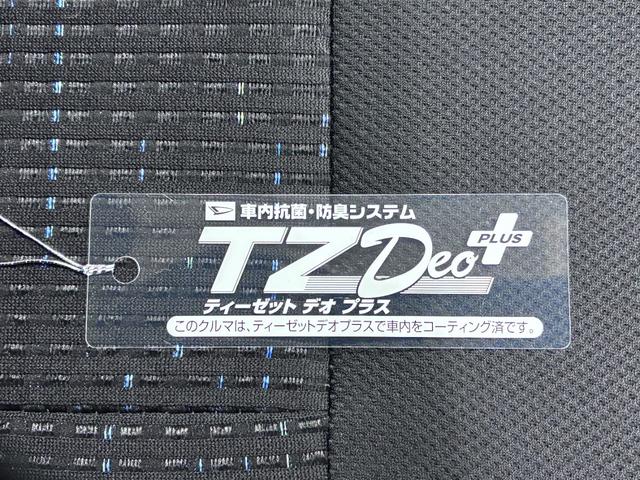 車内抗菌・防臭システム
TZ Deo PLUS
ティーゼット デオ プラス
このクルマは、ティーゼットデオプラスで車内をコーティング済です。